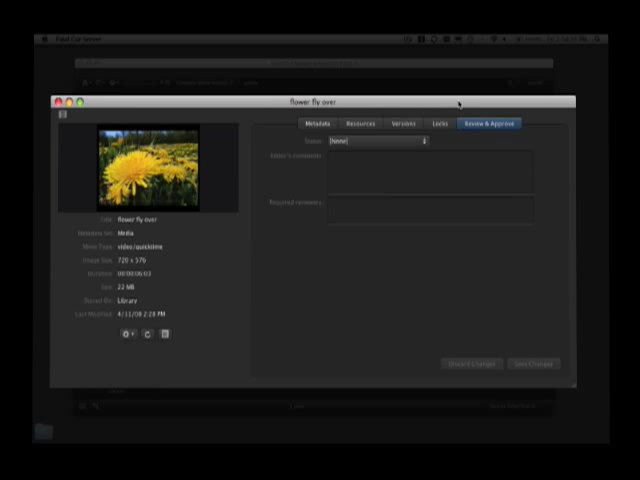 Final Cut Server
flower fly over
Metadata Resources Versions Locks Review & Approve
Status: [None]
Editor's comments:
Required reviewers:
Title: flower fly over
Metadata Set: Media
Mime Type: video/quicktime
Image Size: 720 x 576
Duration: 00:00:06:03
Size: 22 MB
Stored On: Library
Last Modified: 4/11/08 2:28 PM
Discard Changes Save Changes